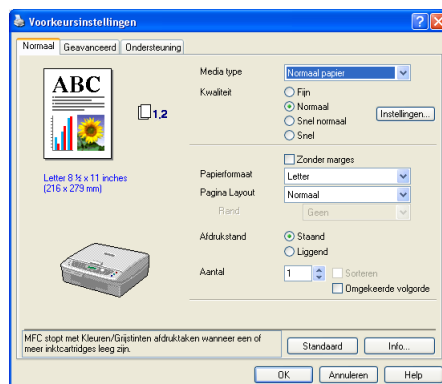 Voorkeursinstellingen
Normaal Geavanceerd Ondersteuning
ABC
1,2
Letter 8 ½ x 11 inches
(216 x 279 mm)
Media type Normaal papier
Kwaliteit Fijn
Normaal
Snel normaal
Snel
Instellingen...
Zonder marges
Papierformaat Letter
Pagina Layout Normaal
Rand Geen
Afdrukstand Staand
Liggend
Aantal 1 Sorteren
Omgekeerde volgorde
MFC stopt met Kleuren/Grijstinten afdruktaken wanneer een of
meer inktcartridges leeg zijn.
Standaard Info...
OK Annuleren Help